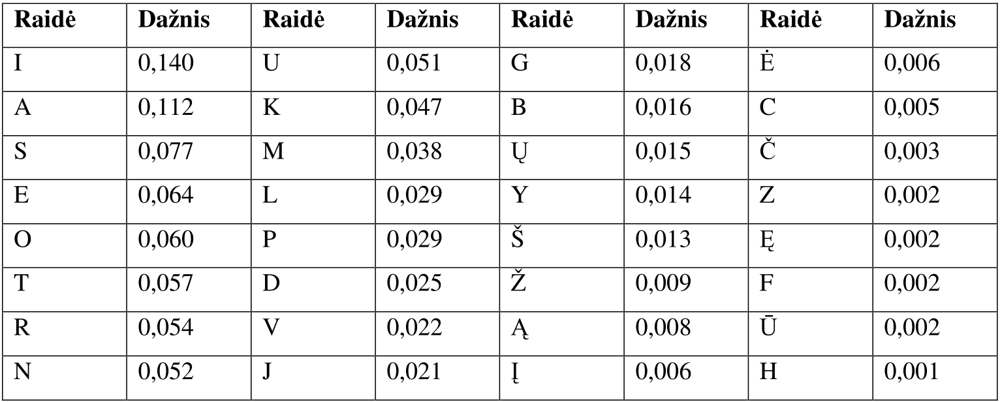 Raidė Dažnis Raidė Dažnis Raidė Dažnis Raidė Dažnis
I 0,140 U 0,051 G 0,018 Ė 0,006
A 0,112 K 0,047 B 0,016 C 0,005
S 0,077 M 0,038 Ų 0,015 Č 0,003
E 0,064 L 0,029 Y 0,014 Z 0,002
O 0,060 P 0,029 Š 0,013 Ę 0,002
T 0,057 D 0,025 Ž 0,009 F 0,002
R 0,054 V 0,022 Ą 0,008 Ū 0,002
N 0,052 J 0,021 Į 0,006 H 0,001